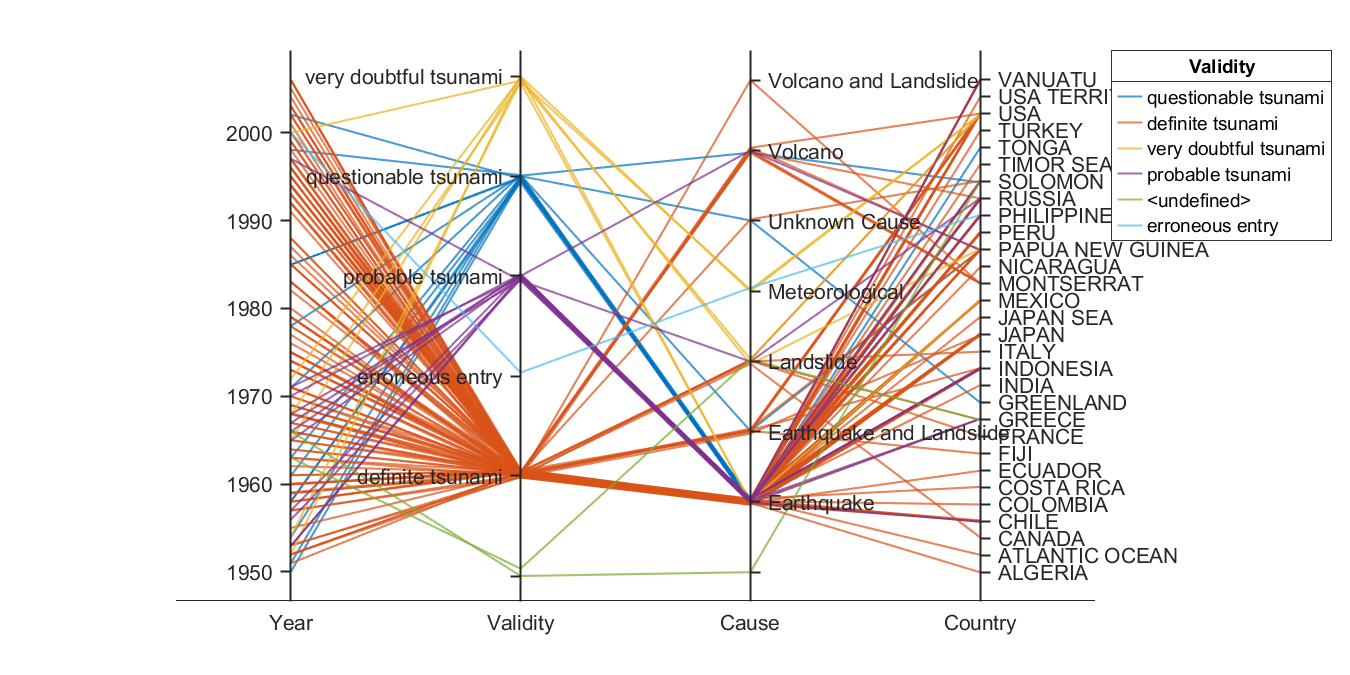 very doubtful tsunami
questionable tsunami
probable tsunami
erroneous entry
definite tsunami
2000
1990
1980
1970
1960
1950
Volcano and Landslide
Volcano
Unknown Cause
Meteorological
Landslide
Earthquake and Landslide
Earthquake
VANUATU
USA
TURKEY
TONGA
TIMOR SEA
SOLOMON
RUSSIA
PERU
PAPUA NEW GUINEA
NICARAGUA
MONTSERRAT
MEXICO
JAPAN SEA
JAPAN
ITALY
INDONESIA
INDIA
GREENLAND
GREECE
FRANCE
FIJI
ECUADOR
COSTA RICA
COLOMBIA
CHILE
CANADA
ATLANTIC OCEAN
ALGERIA
Year
Validity
Cause
Country
Validity
questionable tsunami
definite tsunami
very doubtful tsunami
probable tsunami
<undefined>
erroneous entry